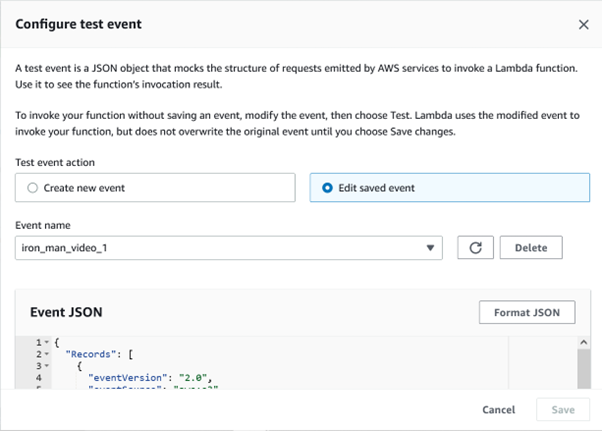 Configure test event
A test event is a JSON object that mocks the structure of requests emitted by AWS services to invoke a Lambda function.
Use it to see the function's invocation result.
To invoke your function without saving an event, modify the event, then choose Test. Lambda uses the modified event to
invoke your function, but does not overwrite the original event until you choose Save changes.
Test event action
Create new event
Edit saved event
Event name
iron_man_video_1
Delete
Event JSON
Format JSON
1 {
2 "Records": [
3 {
4 "eventVersion": "2.0",
Cancel
Save